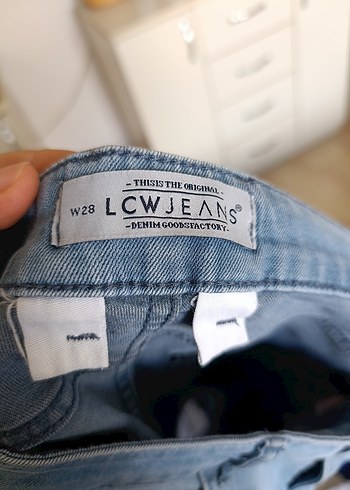 - THIS IS THE ORIGINAL -
W28 LCWJEANS®
-DENIM GOODS FACTORY-